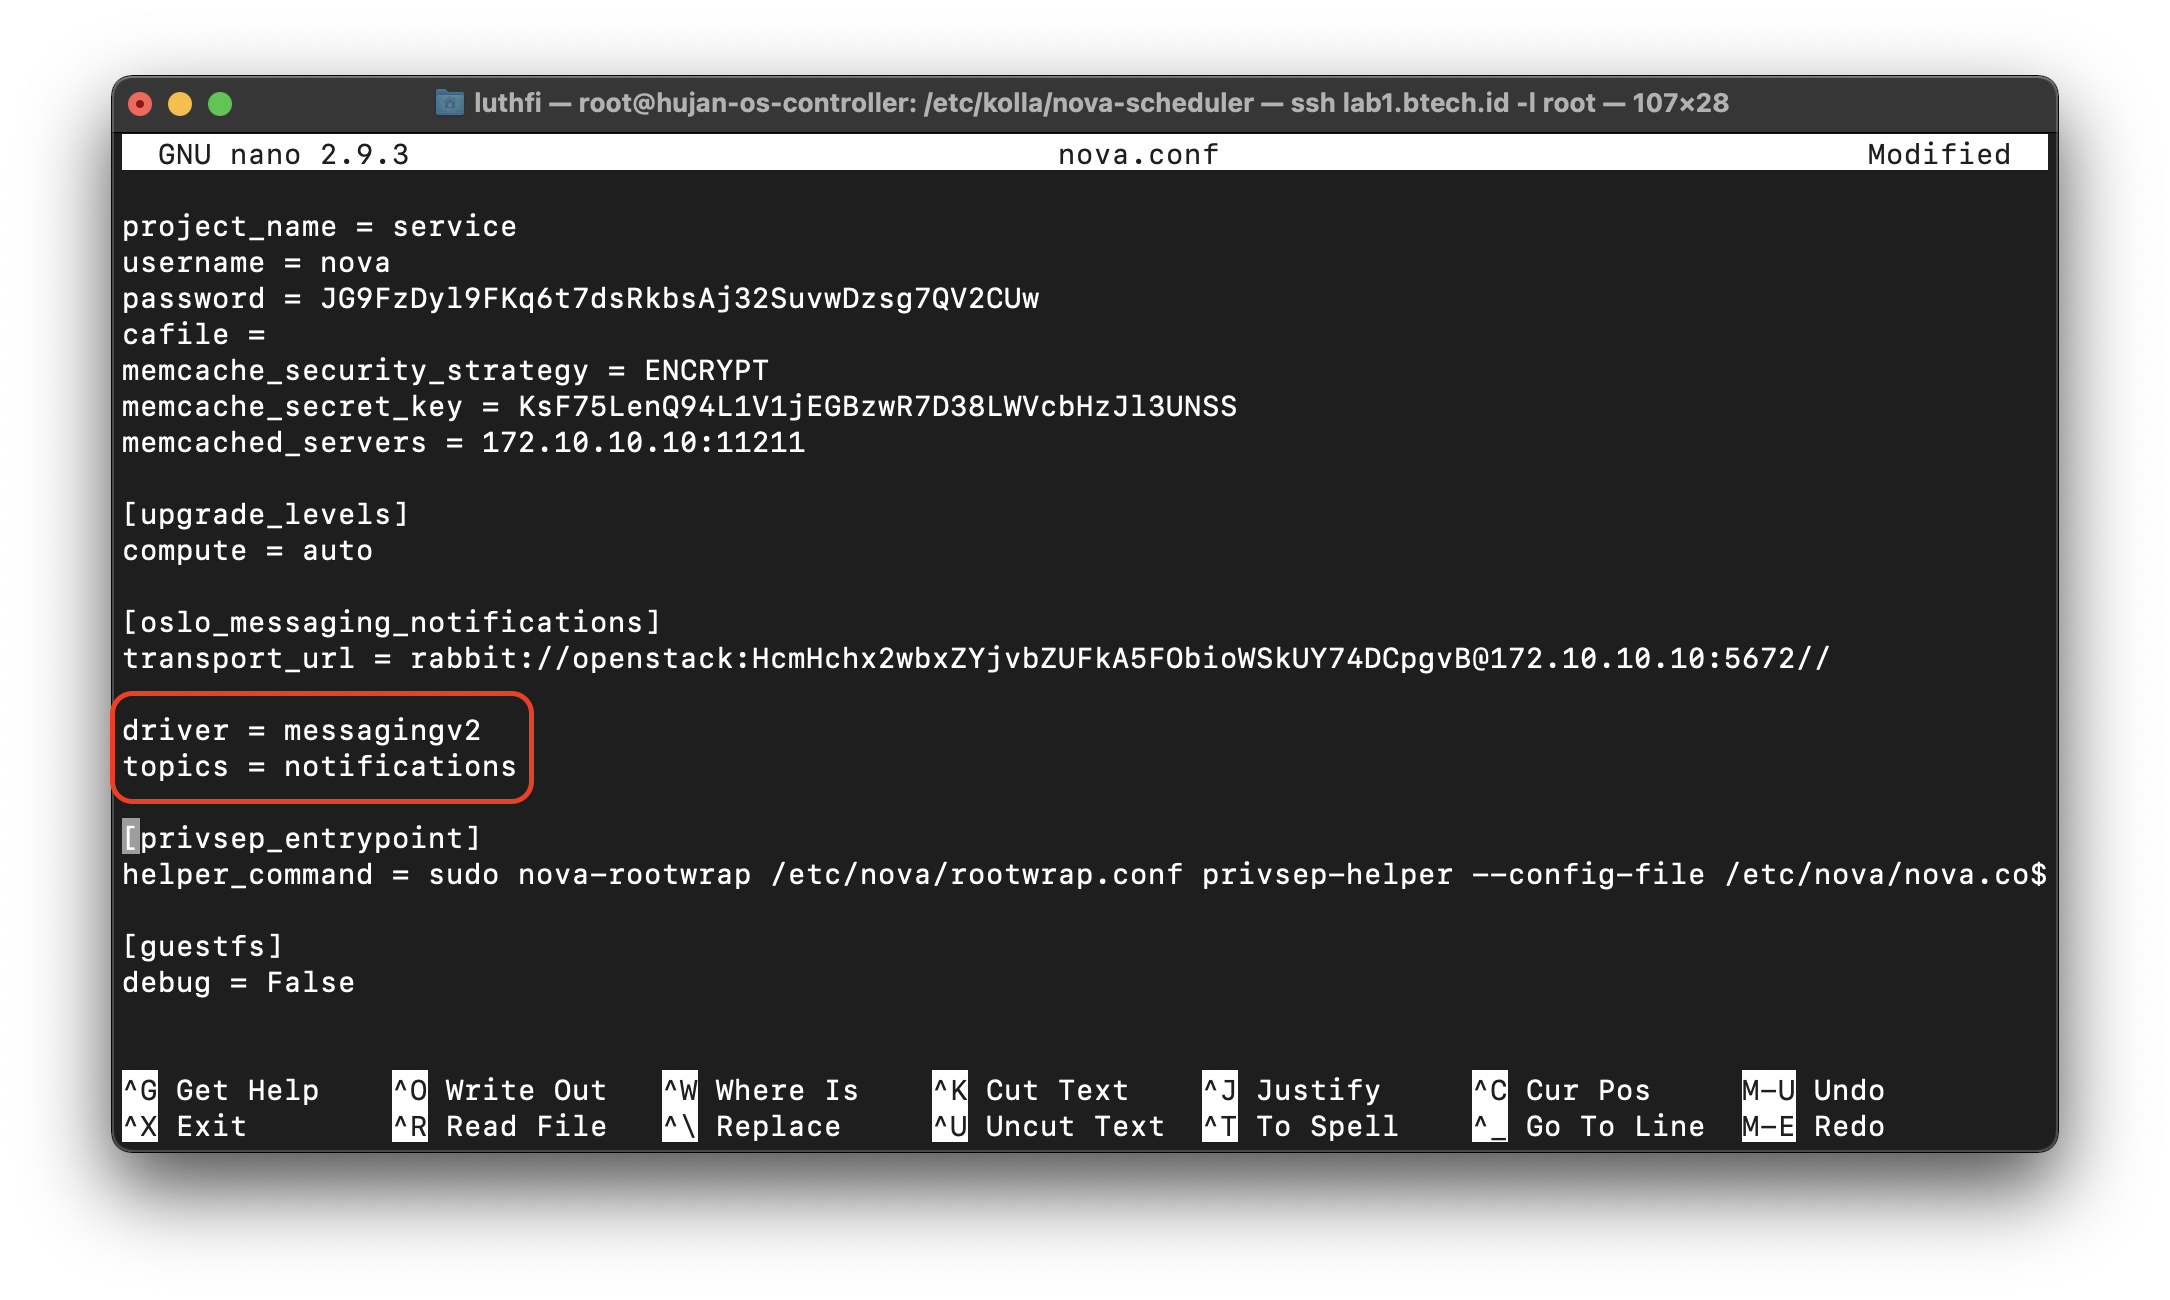 luthfi — root@hujan-os-controller: /etc/kolla/nova-scheduler — ssh lab1.btech.id -l root — 107×28
GNU nano 2.9.3 nova.conf Modified
project_name = service
username = nova
password = JG9FzDyl9FKq6t7dsRkbsAj32SuvwDzsg7QV2CUw
cafile =
memcache_security_strategy = ENCRYPT
memcache_secret_key = KsF75LenQ94L1V1jEGBzwR7D38LWVcbHzJl3UNSS
memcached_servers = 172.10.10.10:11211
[upgrade_levels]
compute = auto
[oslo_messaging_notifications]
transport_url = rabbit://openstack:HcmHchx2wbxZYjvbZUFkA5FObioWSkUY74DCpgvB@172.10.10.10:5672//
driver = messagingv2
topics = notifications
[privsep_entrypoint]
helper_command = sudo nova-rootwrap /etc/nova/rootwrap.conf privsep-helper --config-file /etc/nova/nova.co$
[guestfs]
debug = False
^G Get Help ^O Write Out ^W Where Is ^K Cut Text ^J Justify ^C Cur Pos M-U Undo
^X Exit ^R Read File ^\ Replace ^U Uncut Text ^T To Spell ^_ Go To Line M-E Redo